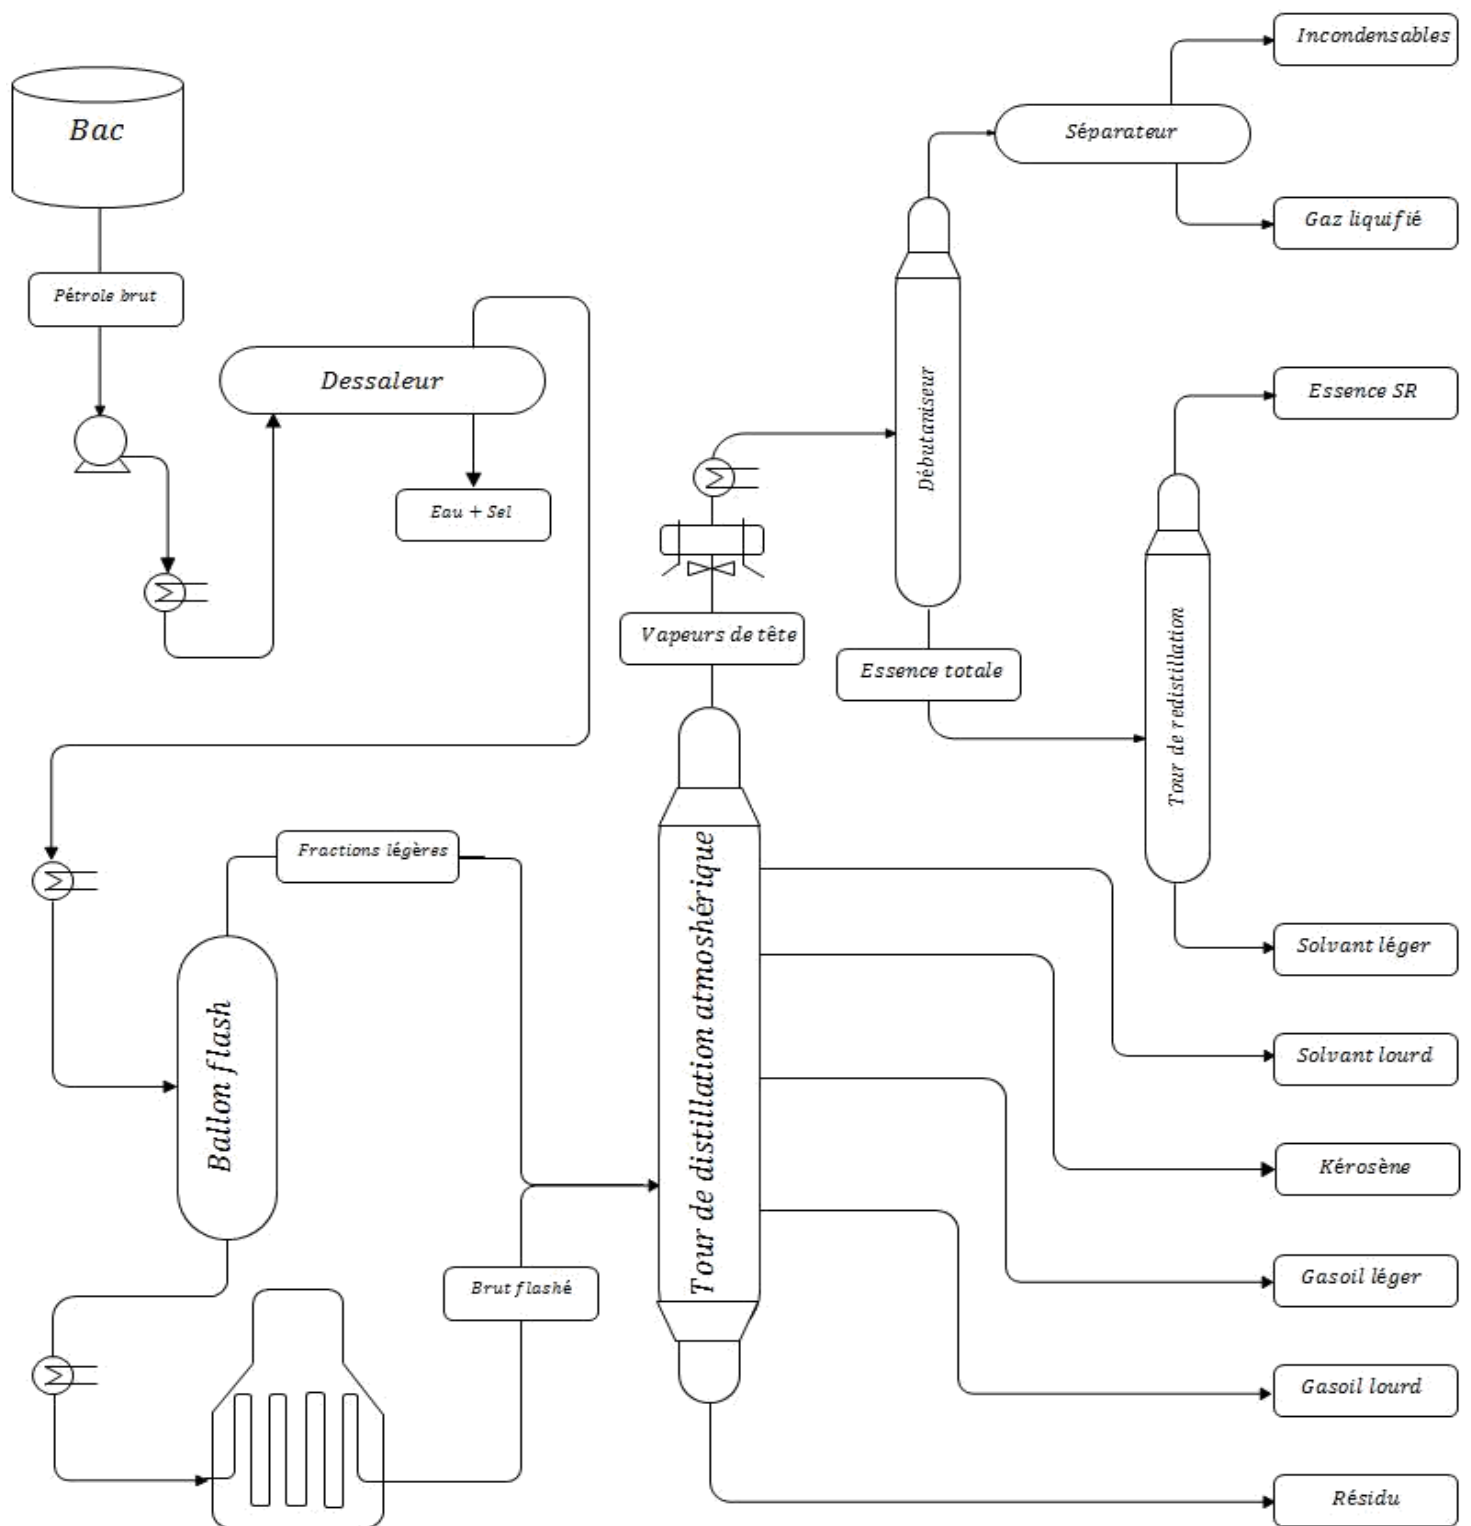 Incondensables
Bac
Séparateur
Gaz liquifié
Pétrole brut
Dessaleur
Essence SR
Débutaniseur
Eau + Sel
Vapeurs de tête
Essence totale
Tour de redistillation
Fractions légères
Tour de distillation atmoshérique
Solvant léger
Ballon flash
Solvant lourd
Kérosène
Brut flashé
Gasoil léger
Gasoil lourd
Résidu